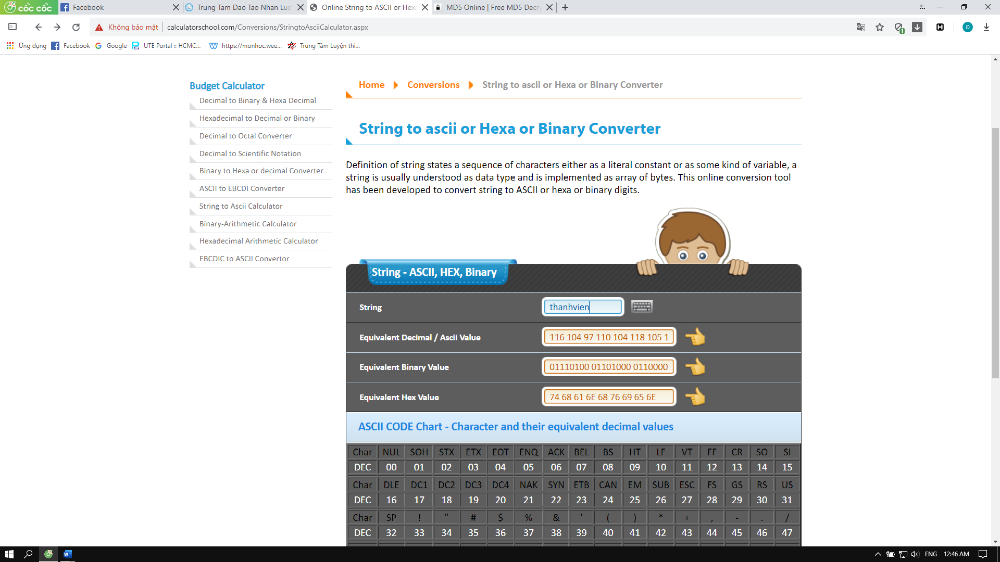 cốc cốc
Facebook
Trung Tam Dao Tao Nhan Luc
Online String to ASCII or Hexa
MD5 Online | Free MD5 Decry
Không bảo mật
calculatorschool.com/Conversions/StringtoAsciiCalculator.aspx
1
Đ
Ứng dụng
Facebook
Google
UTE Portal :: HCMC...
https://monhoc.wee...
Trung Tâm Luyện thi...
Budget Calculator
Decimal to Binary & Hexa Decimal
Hexadecimal to Decimal or Binary
Decimal to Octal Converter
Decimal to Scientific Notation
Binary to Hexa or decimal Converter
ASCII to EBCDI Converter
String to Ascii Calculator
Binary-Arithmetic Calculator
Hexadecimal Arithmetic Calculator
EBCDIC to ASCII Convertor
Home Conversions String to ascii or Hexa or Binary Converter
String to ascii or Hexa or Binary Converter
Definition of string states a sequence of characters either as a literal constant or as some kind of variable, a
string is usually understood as data type and is implemented as array of bytes. This online conversion tool
has been developed to convert string to ASCII or hexa or binary digits.
String - ASCII, HEX, Binary
String thanhvien
Equivalent Decimal / Ascii Value 116 104 97 110 104 118 105 1
Equivalent Binary Value 01110100 01101000 0110000
Equivalent Hex Value 74 68 61 6E 68 76 69 65 6E
ASCII CODE Chart - Character and their equivalent decimal values
Char NUL SOH STX ETX EOT ENQ ACK BEL BS HT LF VT FF CR SO SI
DEC 00 01 02 03 04 05 06 07 08 09 10 11 12 13 14 15
Char DLE DC1 DC2 DC3 DC4 NAK SYN ETB CAN EM SUB ESC FS GS RS US
DEC 16 17 18 19 20 21 22 23 24 25 26 27 28 29 30 31
Char SP ! " # $ % & ' ( ) * + , - . /
DEC 32 33 34 35 36 37 38 39 40 41 42 43 44 45 46 47
ENG 12:46 AM